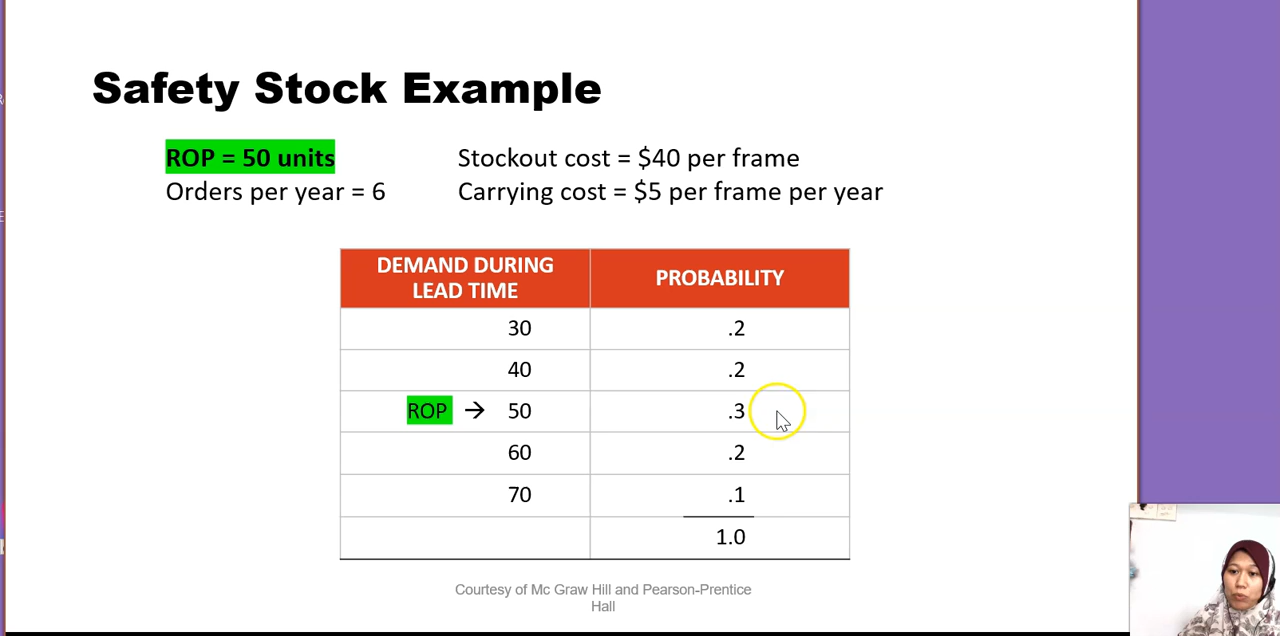 Safety Stock Example
ROP = 50 units
Stockout cost = $40 per frame
Orders per year = 6
Carrying cost = $5 per frame per year
DEMAND DURING
LEAD TIME
PROBABILITY
30 .2
40 .2
ROP → 50 .3
60 .2
70 .1
1.0
Courtesy of Mc Graw Hill and Pearson-Prentice
Hall